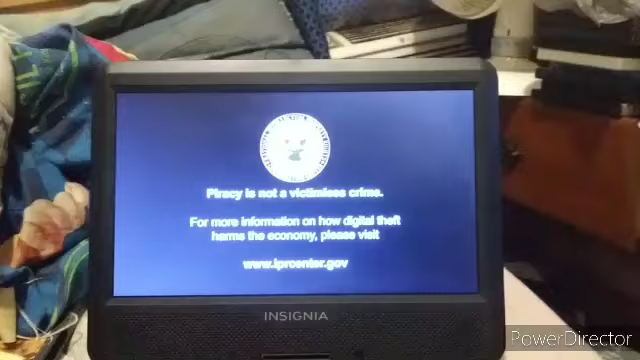 Piracy is not a victimless crime.
For more information on how digital theft
harms the economy, please visit
www.iprcenter.gov
INSIGNIA
PowerDirector